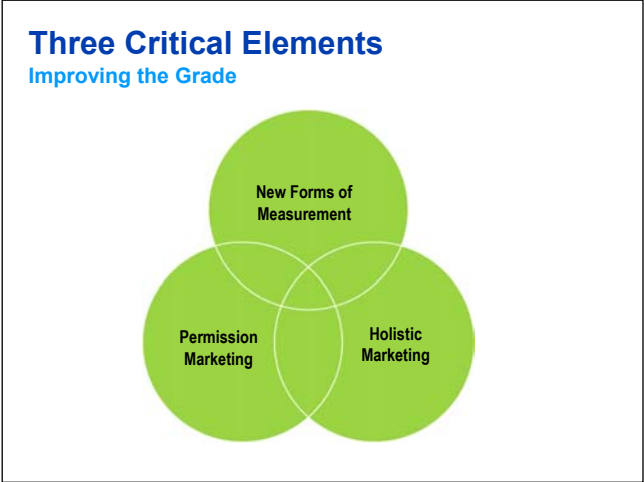 Three Critical Elements
Improving the Grade
New Forms of
Measurement
Permission
Marketing
Holistic
Marketing